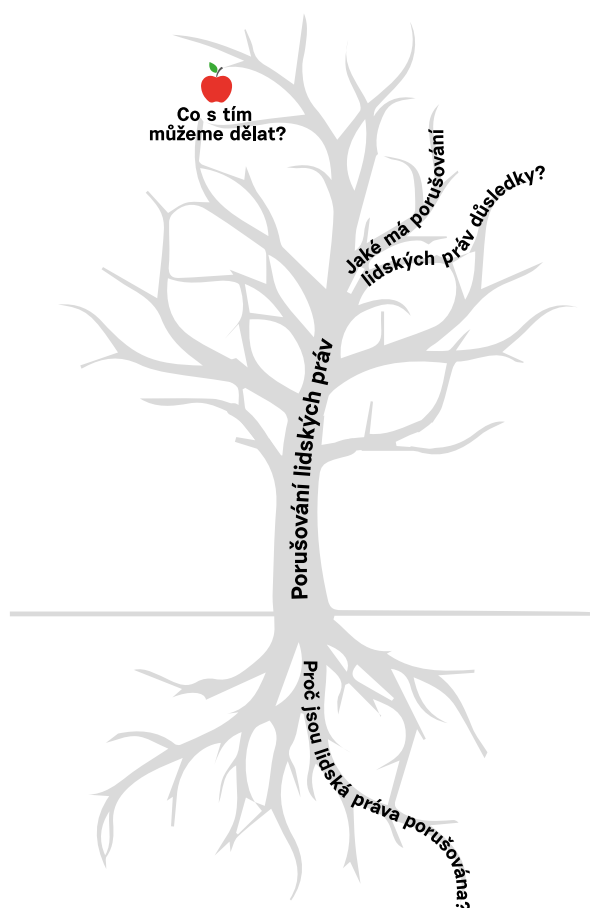 Co s tím
můžeme dělat?
Jaké má porušování
lidských práv důsledky?
Porušování lidských práv
Proč jsou lidská práva porušována?